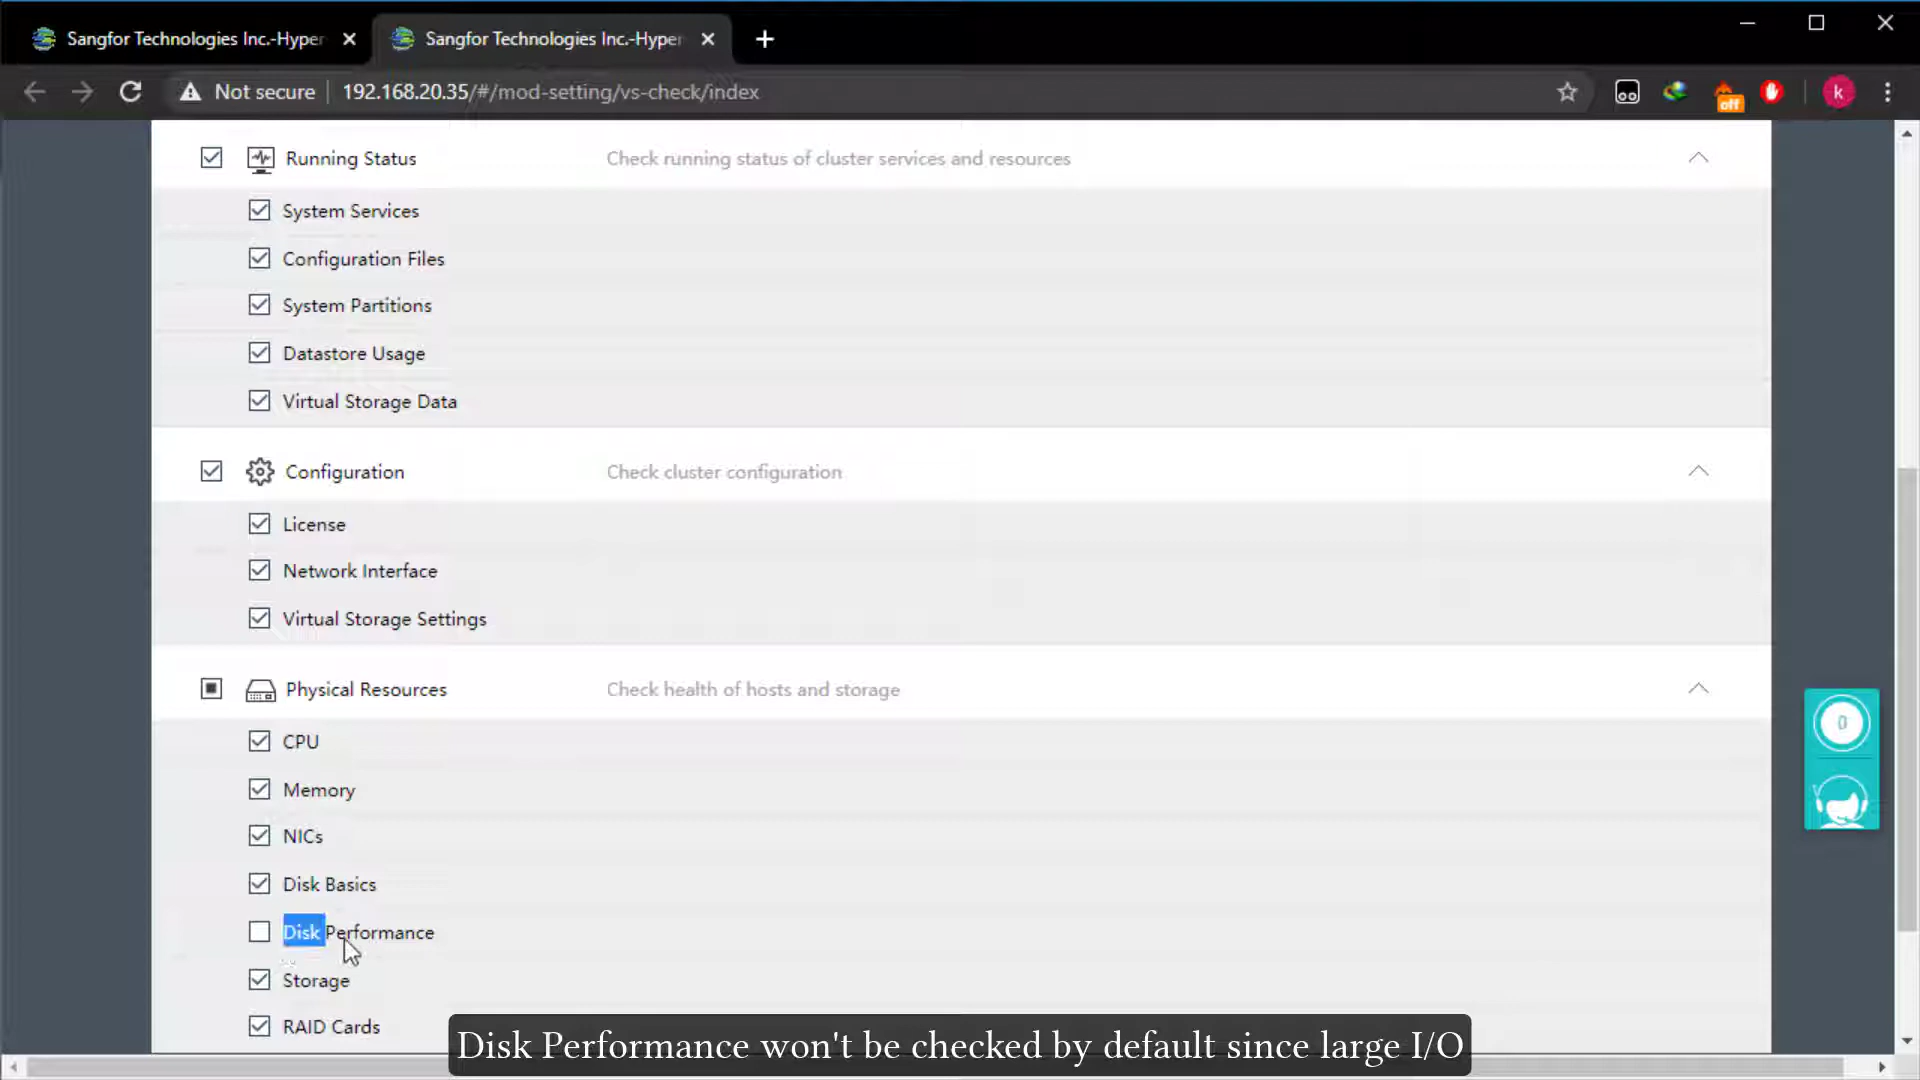 Sangfor Technologies Inc.-Hyper
Sangfor Technologies Inc.-Hyper
Not secure
192.168.20.35/#/mod-setting/vs-check/index
off
k
Running Status
Check running status of cluster services and resources
System Services
Configuration Files
System Partitions
Datastore Usage
Virtual Storage Data
Configuration
Check cluster configuration
License
Network Interface
Virtual Storage Settings
Physical Resources
Check health of hosts and storage
0
CPU
Memory
NICs
Disk Basics
Disk Performance
Storage
RAID Cards
Disk Performance won't be checked by default since large I/O